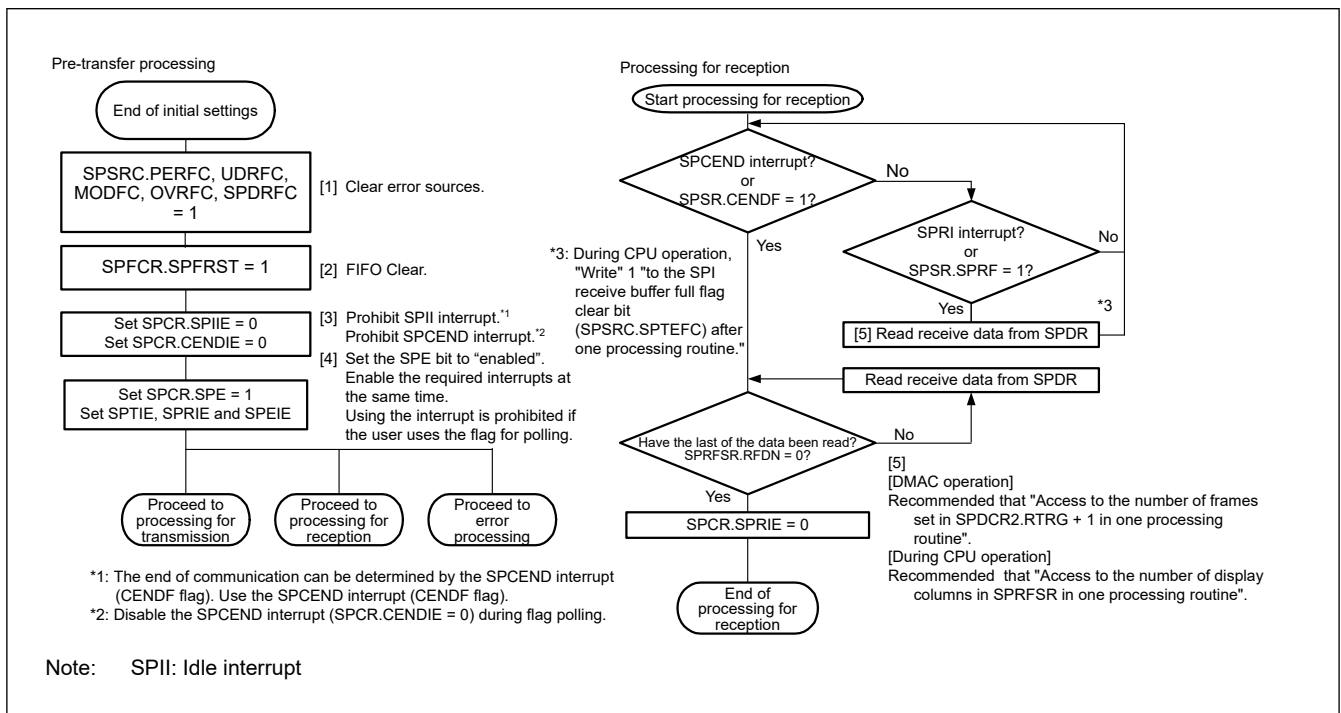 Pre-transfer processing
End of initial settings
SPSRC.PERFC, UDRFC,
MODFC, OVRFC, SPDRFC
= 1
[1] Clear error sources.
SPFCR.SPFRST = 1
[2] FIFO Clear.
Set SPCR.SPIIE = 0
Set SPCR.CENDIE = 0
[3] Prohibit SPII interrupt.*1
Prohibit SPCEND interrupt.*2
[4] Set the SPE bit to “enabled”.
Enable the required interrupts at
the same time.
Using the interrupt is prohibited if
the user uses the flag for polling.
Set SPCR.SPE = 1
Set SPTIE, SPRIE and SPEIE
Proceed to
processing for
transmission
Proceed to
processing for
reception
Proceed to
error
processing
*1: The end of communication can be determined by the SPCEND interrupt
(CENDF flag). Use the SPCEND interrupt (CENDF flag).
*2: Disable the SPCEND interrupt (SPCR.CENDIE = 0) during flag polling.
Processing for reception
Start processing for reception
SPCEND interrupt?
or
SPSR.CENDF = 1?
No
Yes
SPRI interrupt?
or
SPSR.SPRF = 1?
No
Yes
*3
*3: During CPU operation,
"Write" 1 "to the SPI
receive buffer full flag
clear bit
(SPSRC.SPTEFC) after
one processing routine."
[5] Read receive data from SPDR
Read receive data from SPDR
Have the last of the data been read?
SPRFSR.RFDN = 0?
No
Yes
SPCR.SPRIE = 0
End of
processing for
reception
[5]
[DMAC operation]
Recommended that "Access to the number of frames
set in SPDCR2.RTRG + 1 in one processing
routine".
[During CPU operation]
Recommended that "Access to the number of display
columns in SPRFSR in one processing routine".
Note: SPII: Idle interrupt